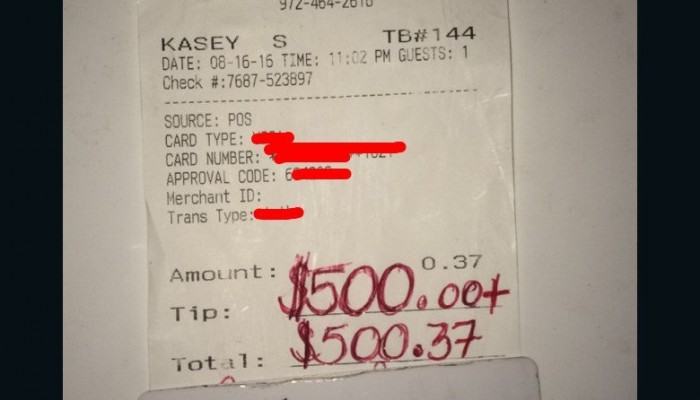 KASEY S TB#144
DATE: 08-16-16 TIME: 11:02 PM GUESTS: 1
Check #:7687-523897
SOURCE: POS
CARD TYPE:
CARD NUMBER:
APPROVAL CODE:
Merchant ID:
Trans Type:
Amount: 0.37
Tip: $500.00+
Total: $500.37